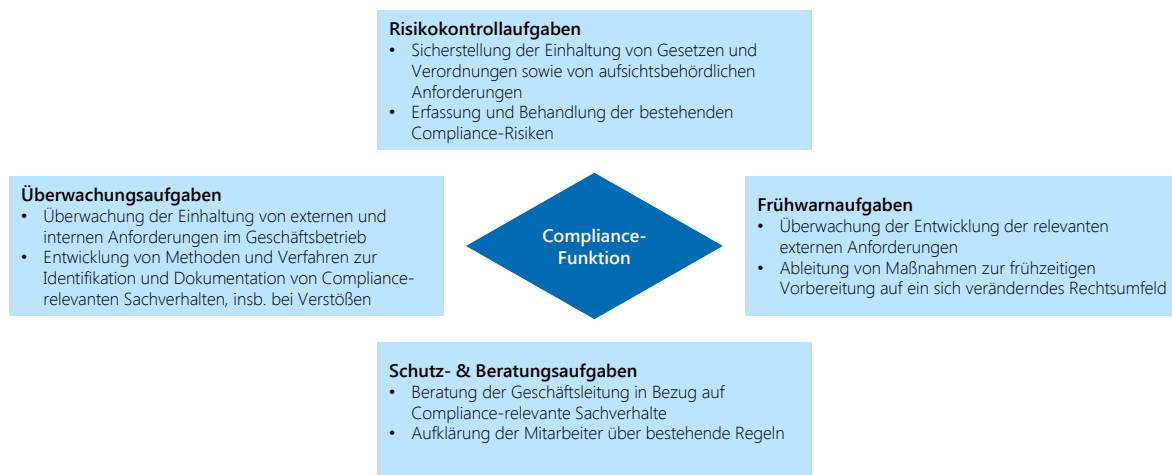 Risikokontrollaufgaben
• Sicherstellung der Einhaltung von Gesetzen und
Verordnungen sowie von aufsichtsbehördlichen
Anforderungen
• Erfassung und Behandlung der bestehenden
Compliance-Risiken
Überwachungsaufgaben
• Überwachung der Einhaltung von externen und
internen Anforderungen im Geschäftsbetrieb
• Entwicklung von Methoden und Verfahren zur
Identifikation und Dokumentation von Compliance-
relevanten Sachverhalten, insb. bei Verstößen
Compliance-
Funktion
Frühwarnaufgaben
• Überwachung der Entwicklung der relevanten
externen Anforderungen
• Ableitung von Maßnahmen zur frühzeitigen
Vorbereitung auf ein sich veränderndes Rechtsumfeld
Schutz- & Beratungsaufgaben
• Beratung der Geschäftsleitung in Bezug auf
Compliance-relevante Sachverhalte
• Aufklärung der Mitarbeiter über bestehende Regeln